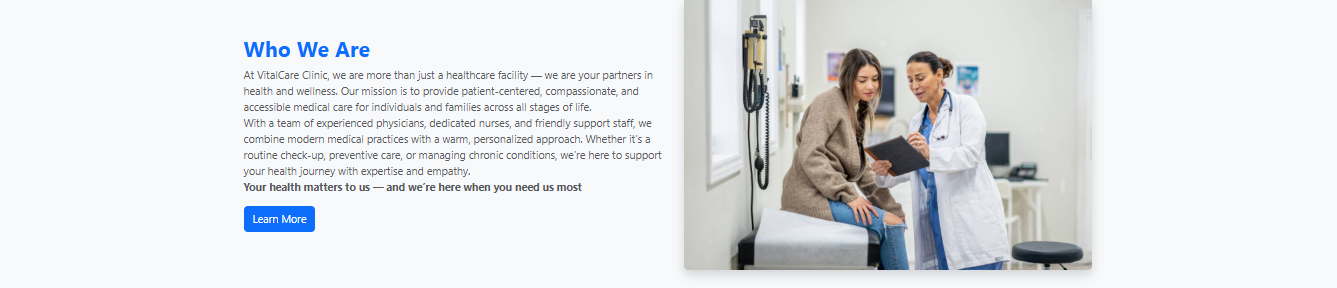 Who We Are
At VitalCare Clinic, we are more than just a healthcare facility — we are your partners in
health and wellness. Our mission is to provide patient-centered, compassionate, and
accessible medical care for individuals and families across all stages of life.
With a team of experienced physicians, dedicated nurses, and friendly support staff, we
combine modern medical practices with a warm, personalized approach. Whether it's a
routine check-up, preventive care, or managing chronic conditions, we're here to support
your health journey with expertise and empathy.
Your health matters to us — and we're here when you need us most
Learn More